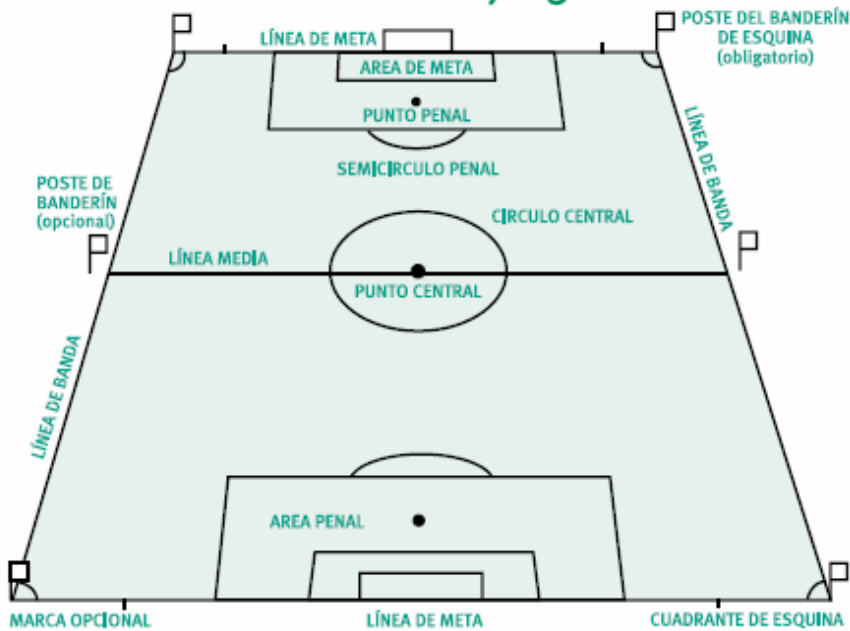 LÍNEA DE META
POSTE DEL BANDERÍN
DE ESQUINA
(obligatorio)
AREA DE META
PUNTO PENAL
SEMICIRCULO PENAL
LÍNEA DE BANDA
POSTE DE
BANDERÍN
(opcional)
CIRCULO CENTRAL
LÍNEA MEDIA
PUNTO CENTRAL
LÍNEA DE BANDA
AREA PENAL
MARCA OPCIONAL
LÍNEA DE META
CUADRANTE DE ESQUINA